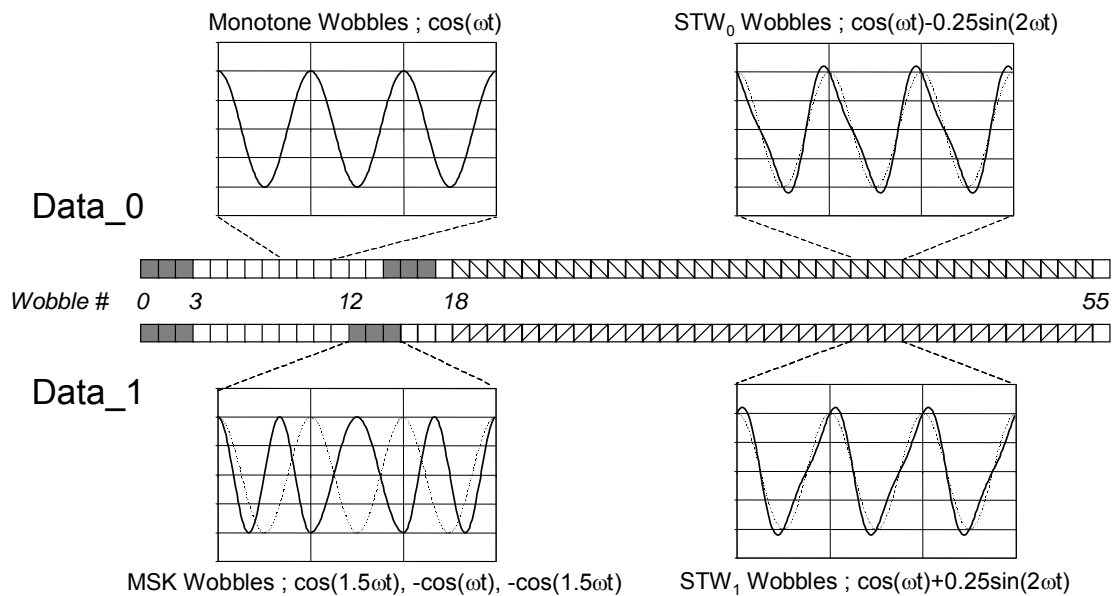 Monotone Wobbles ; cos(ωt)
STW₀ Wobbles ; cos(ωt)-0.25sin(2ωt)
Data_0
Wobble # 0 3 12 18 55
Data_1
MSK Wobbles ; cos(1.5ωt), -cos(ωt), -cos(1.5ωt)
STW₁ Wobbles ; cos(ωt)+0.25sin(2ωt)